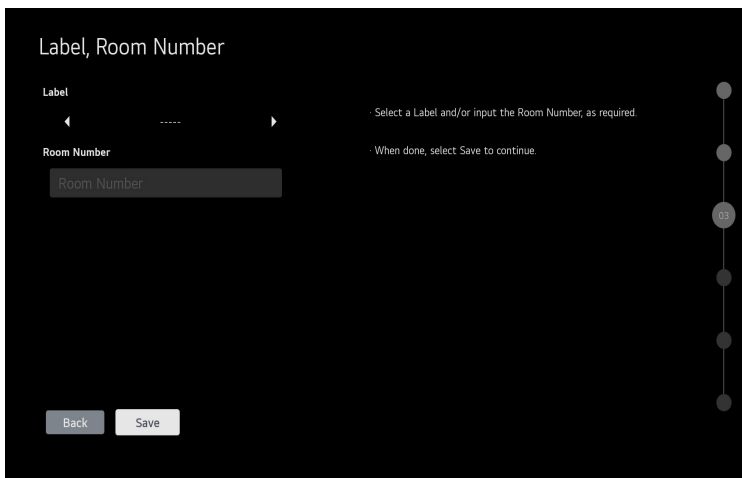 Label, Room Number
Label
-----
· Select a Label and/or input the Room Number, as required.
Room Number
· When done, select Save to continue.
Room Number
03
Back
Save